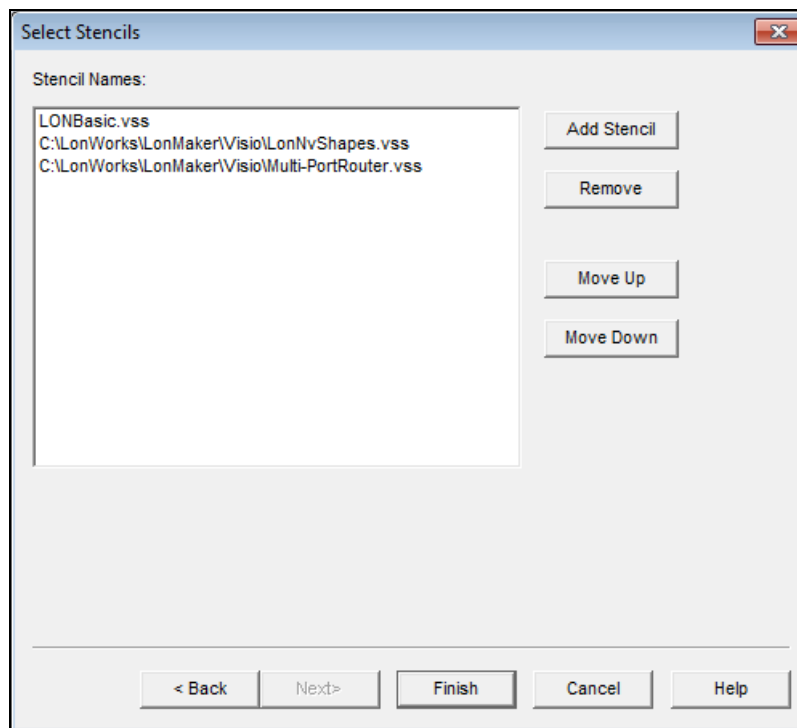 Select Stencils
Stencil Names:
LONBasic.vss
C:\LonWorks\LonMaker\Visio\LonNvShapes.vss
C:\LonWorks\LonMaker\Visio\Multi-PortRouter.vss
Add Stencil
Remove
Move Up
Move Down
< Back
Next>
Finish
Cancel
Help